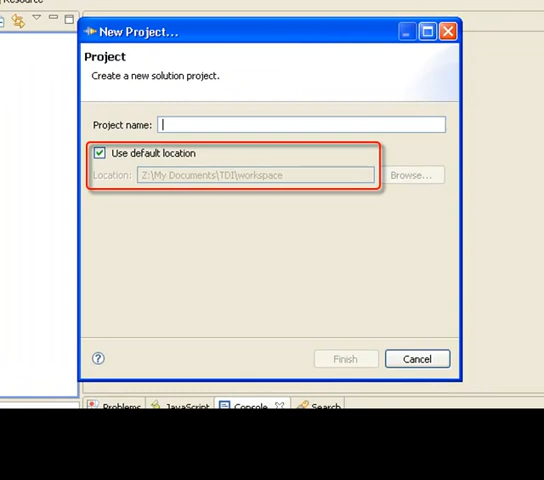 Resource
New Project...
Project
Create a new solution project.
Project name:
Use default location
Location: Z:\My Documents\TDI\workspace Browse...
Finish Cancel
Problems JavaScript Console Search